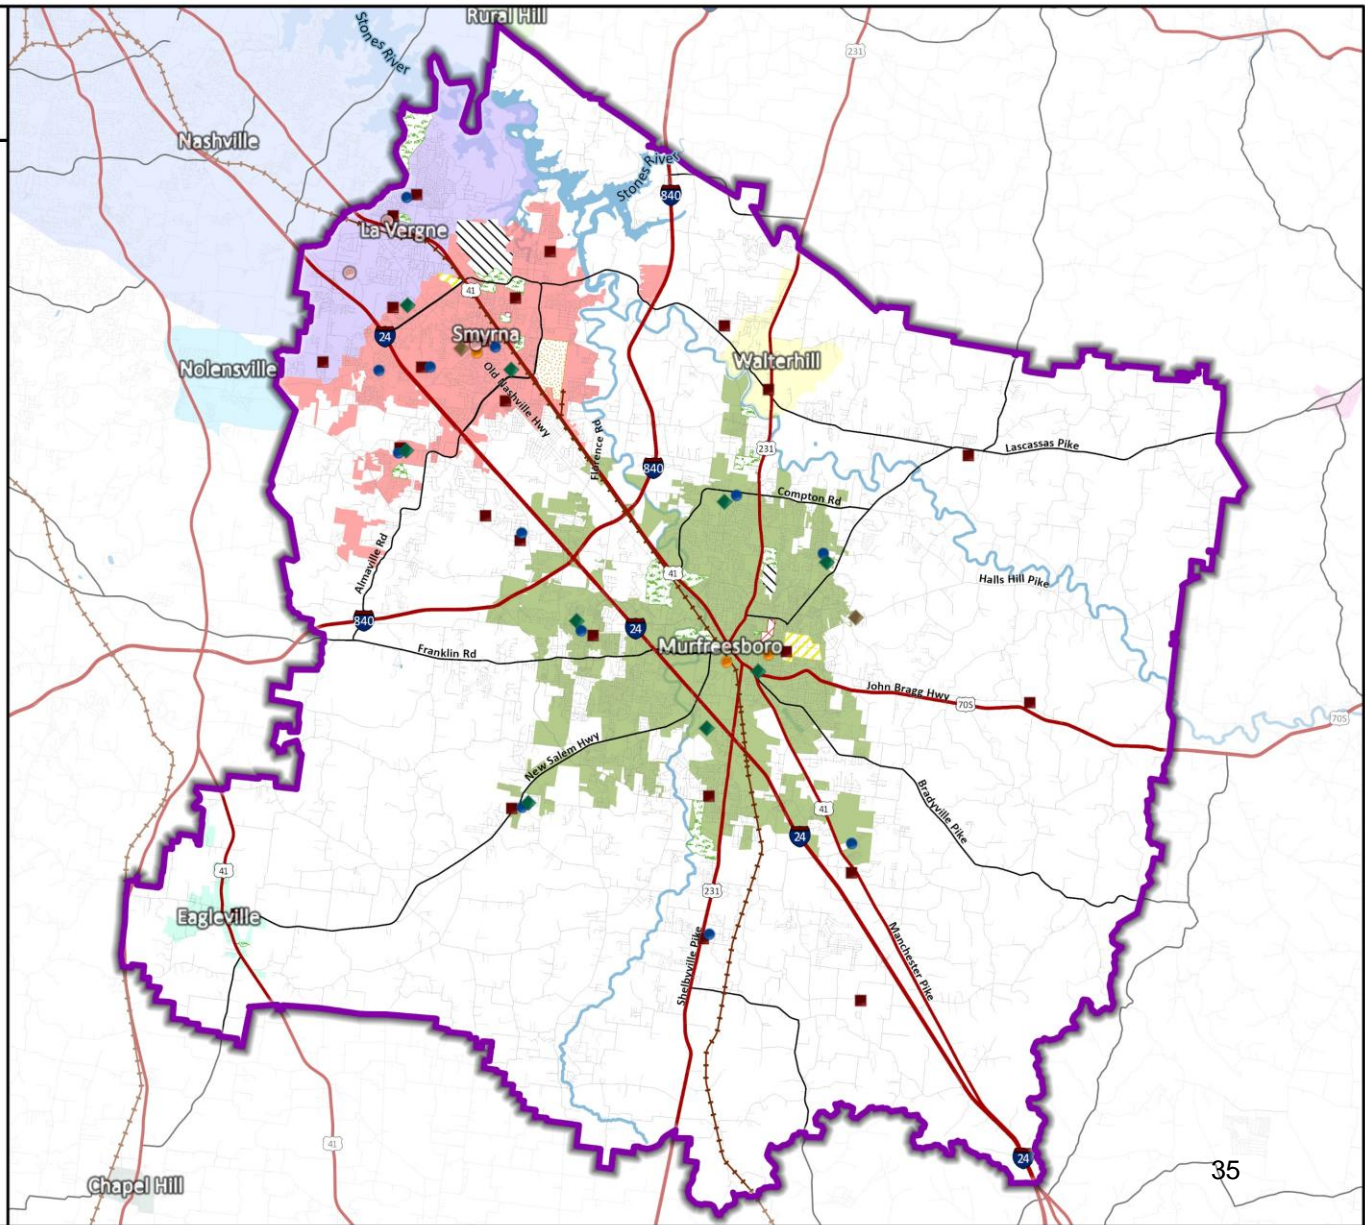 Rural Hill
Stones River
231
Nashville
Stones River
840
La Vergne
41
24
Smyrna
Walterhill
Nolensville
Old Nashville Hwy
Florence Rd
231
Lascassas Pike
840
Compton Rd
Almaville Rd
41
Halls Hill Pike
840
24
Franklin Rd
Murfreesboro
John Bragg Hwy
70S
70S
New Salem Hwy
Bradyville Pike
41
24
41
231
Eagleville
Shelbyville Pike
Manchester Pike
41
24
35
Chapel Hill